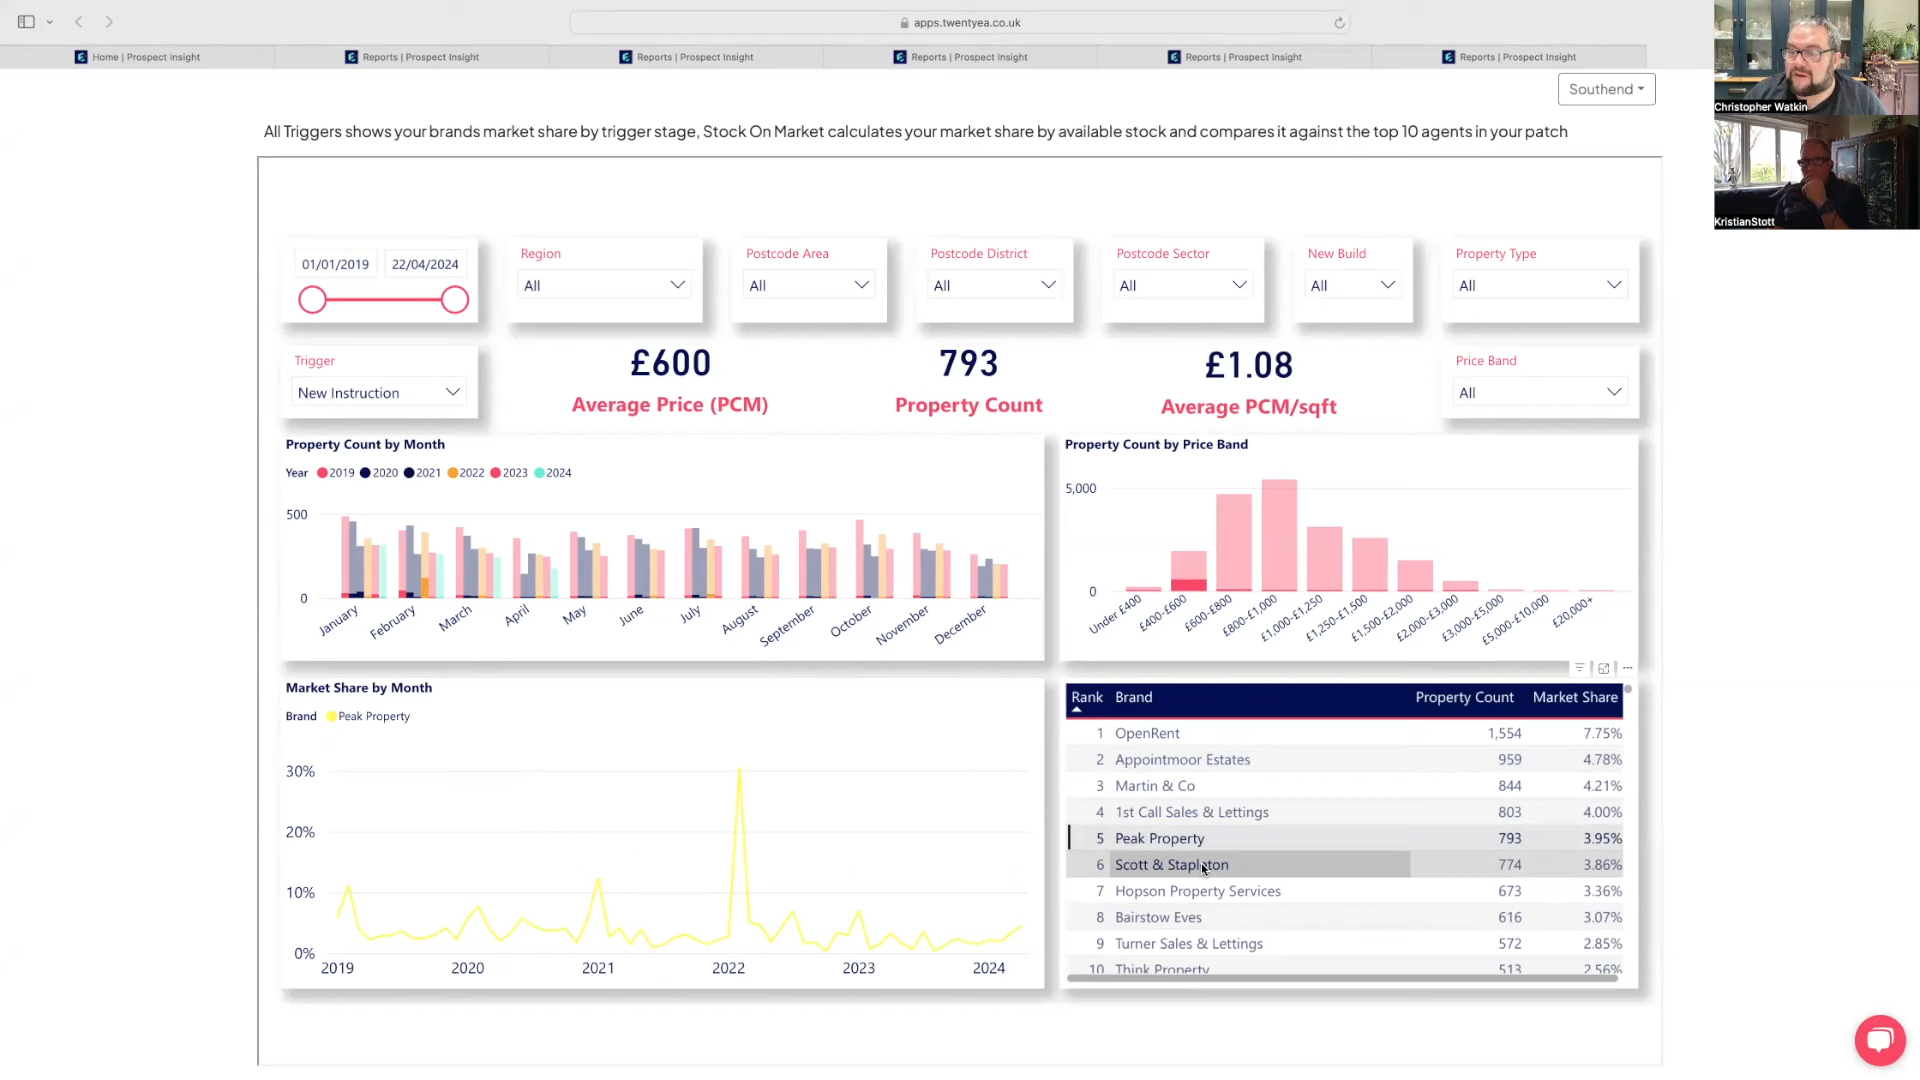 apps.twentyea.co.uk
Home | Prospect Insight
Reports | Prospect Insight
Reports | Prospect Insight
Reports | Prospect Insight
Reports | Prospect Insight
Reports | Prospect Insight
Southend
Christopher Watkin
KristianStott
All Triggers shows your brands market share by trigger stage, Stock On Market calculates your market share by available stock and compares it against the top 10 agents in your patch
01/01/2019 22/04/2024
Region
All
Postcode Area
All
Postcode District
All
Postcode Sector
All
New Build
All
Property Type
All
Trigger
New Instruction
£600
Average Price (PCM)
793
Property Count
£1.08
Average PCM/sqft
Price Band
All
Property Count by Month
Year 2019 2020 2021 2022 2023 2024
500
0
January February March April May June July August September October November December
Property Count by Price Band
5,000
0
Under £400 £400-£600 £600-£800 £800-£1,000 £1,000-£1,250 £1,250-£1,500 £1,500-£2,000 £2,000-£3,000 £3,000-£5,000 £5,000-£10,000 £20,000+
Market Share by Month
Brand Peak Property
30%
20%
10%
0%
2019 2020 2021 2022 2023 2024
Rank Brand Property Count Market Share
1 OpenRent 1,554 7.75%
2 Appointmoor Estates 959 4.78%
3 Martin & Co 844 4.21%
4 1st Call Sales & Lettings 803 4.00%
5 Peak Property 793 3.95%
6 Scott & Stapleton 774 3.86%
7 Hopson Property Services 673 3.36%
8 Bairstow Eves 616 3.07%
9 Turner Sales & Lettings 572 2.85%
10 Think Property 513 2.56%